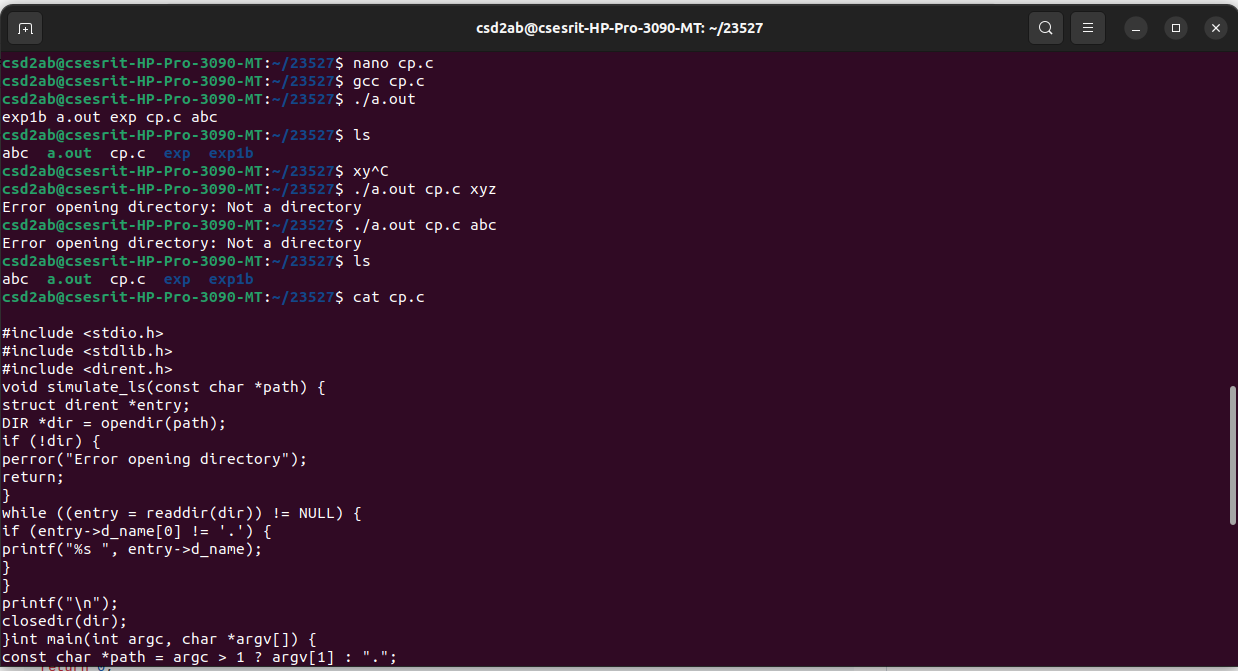 csd2ab@csesrit-HP-Pro-3090-MT: ~/23527
csd2ab@csesrit-HP-Pro-3090-MT:~/23527$ nano cp.c
csd2ab@csesrit-HP-Pro-3090-MT:~/23527$ gcc cp.c
csd2ab@csesrit-HP-Pro-3090-MT:~/23527$ ./a.out
exp1b a.out exp cp.c abc
csd2ab@csesrit-HP-Pro-3090-MT:~/23527$ ls
abc  a.out  cp.c  exp  exp1b
csd2ab@csesrit-HP-Pro-3090-MT:~/23527$ xy^C
csd2ab@csesrit-HP-Pro-3090-MT:~/23527$ ./a.out cp.c xyz
Error opening directory: Not a directory
csd2ab@csesrit-HP-Pro-3090-MT:~/23527$ ./a.out cp.c abc
Error opening directory: Not a directory
csd2ab@csesrit-HP-Pro-3090-MT:~/23527$ ls
abc  a.out  cp.c  exp  exp1b
csd2ab@csesrit-HP-Pro-3090-MT:~/23527$ cat cp.c
#include <stdio.h>
#include <stdlib.h>
#include <dirent.h>
void simulate_ls(const char *path) {
struct dirent *entry;
DIR *dir = opendir(path);
if (!dir) {
perror("Error opening directory");
return;
}
while ((entry = readdir(dir)) != NULL) {
if (entry->d_name[0] != '.') {
printf("%s ", entry->d_name);
}
}
printf("\n");
closedir(dir);
}int main(int argc, char *argv[]) {
const char *path = argc > 1 ? argv[1] : ".";
return 0;